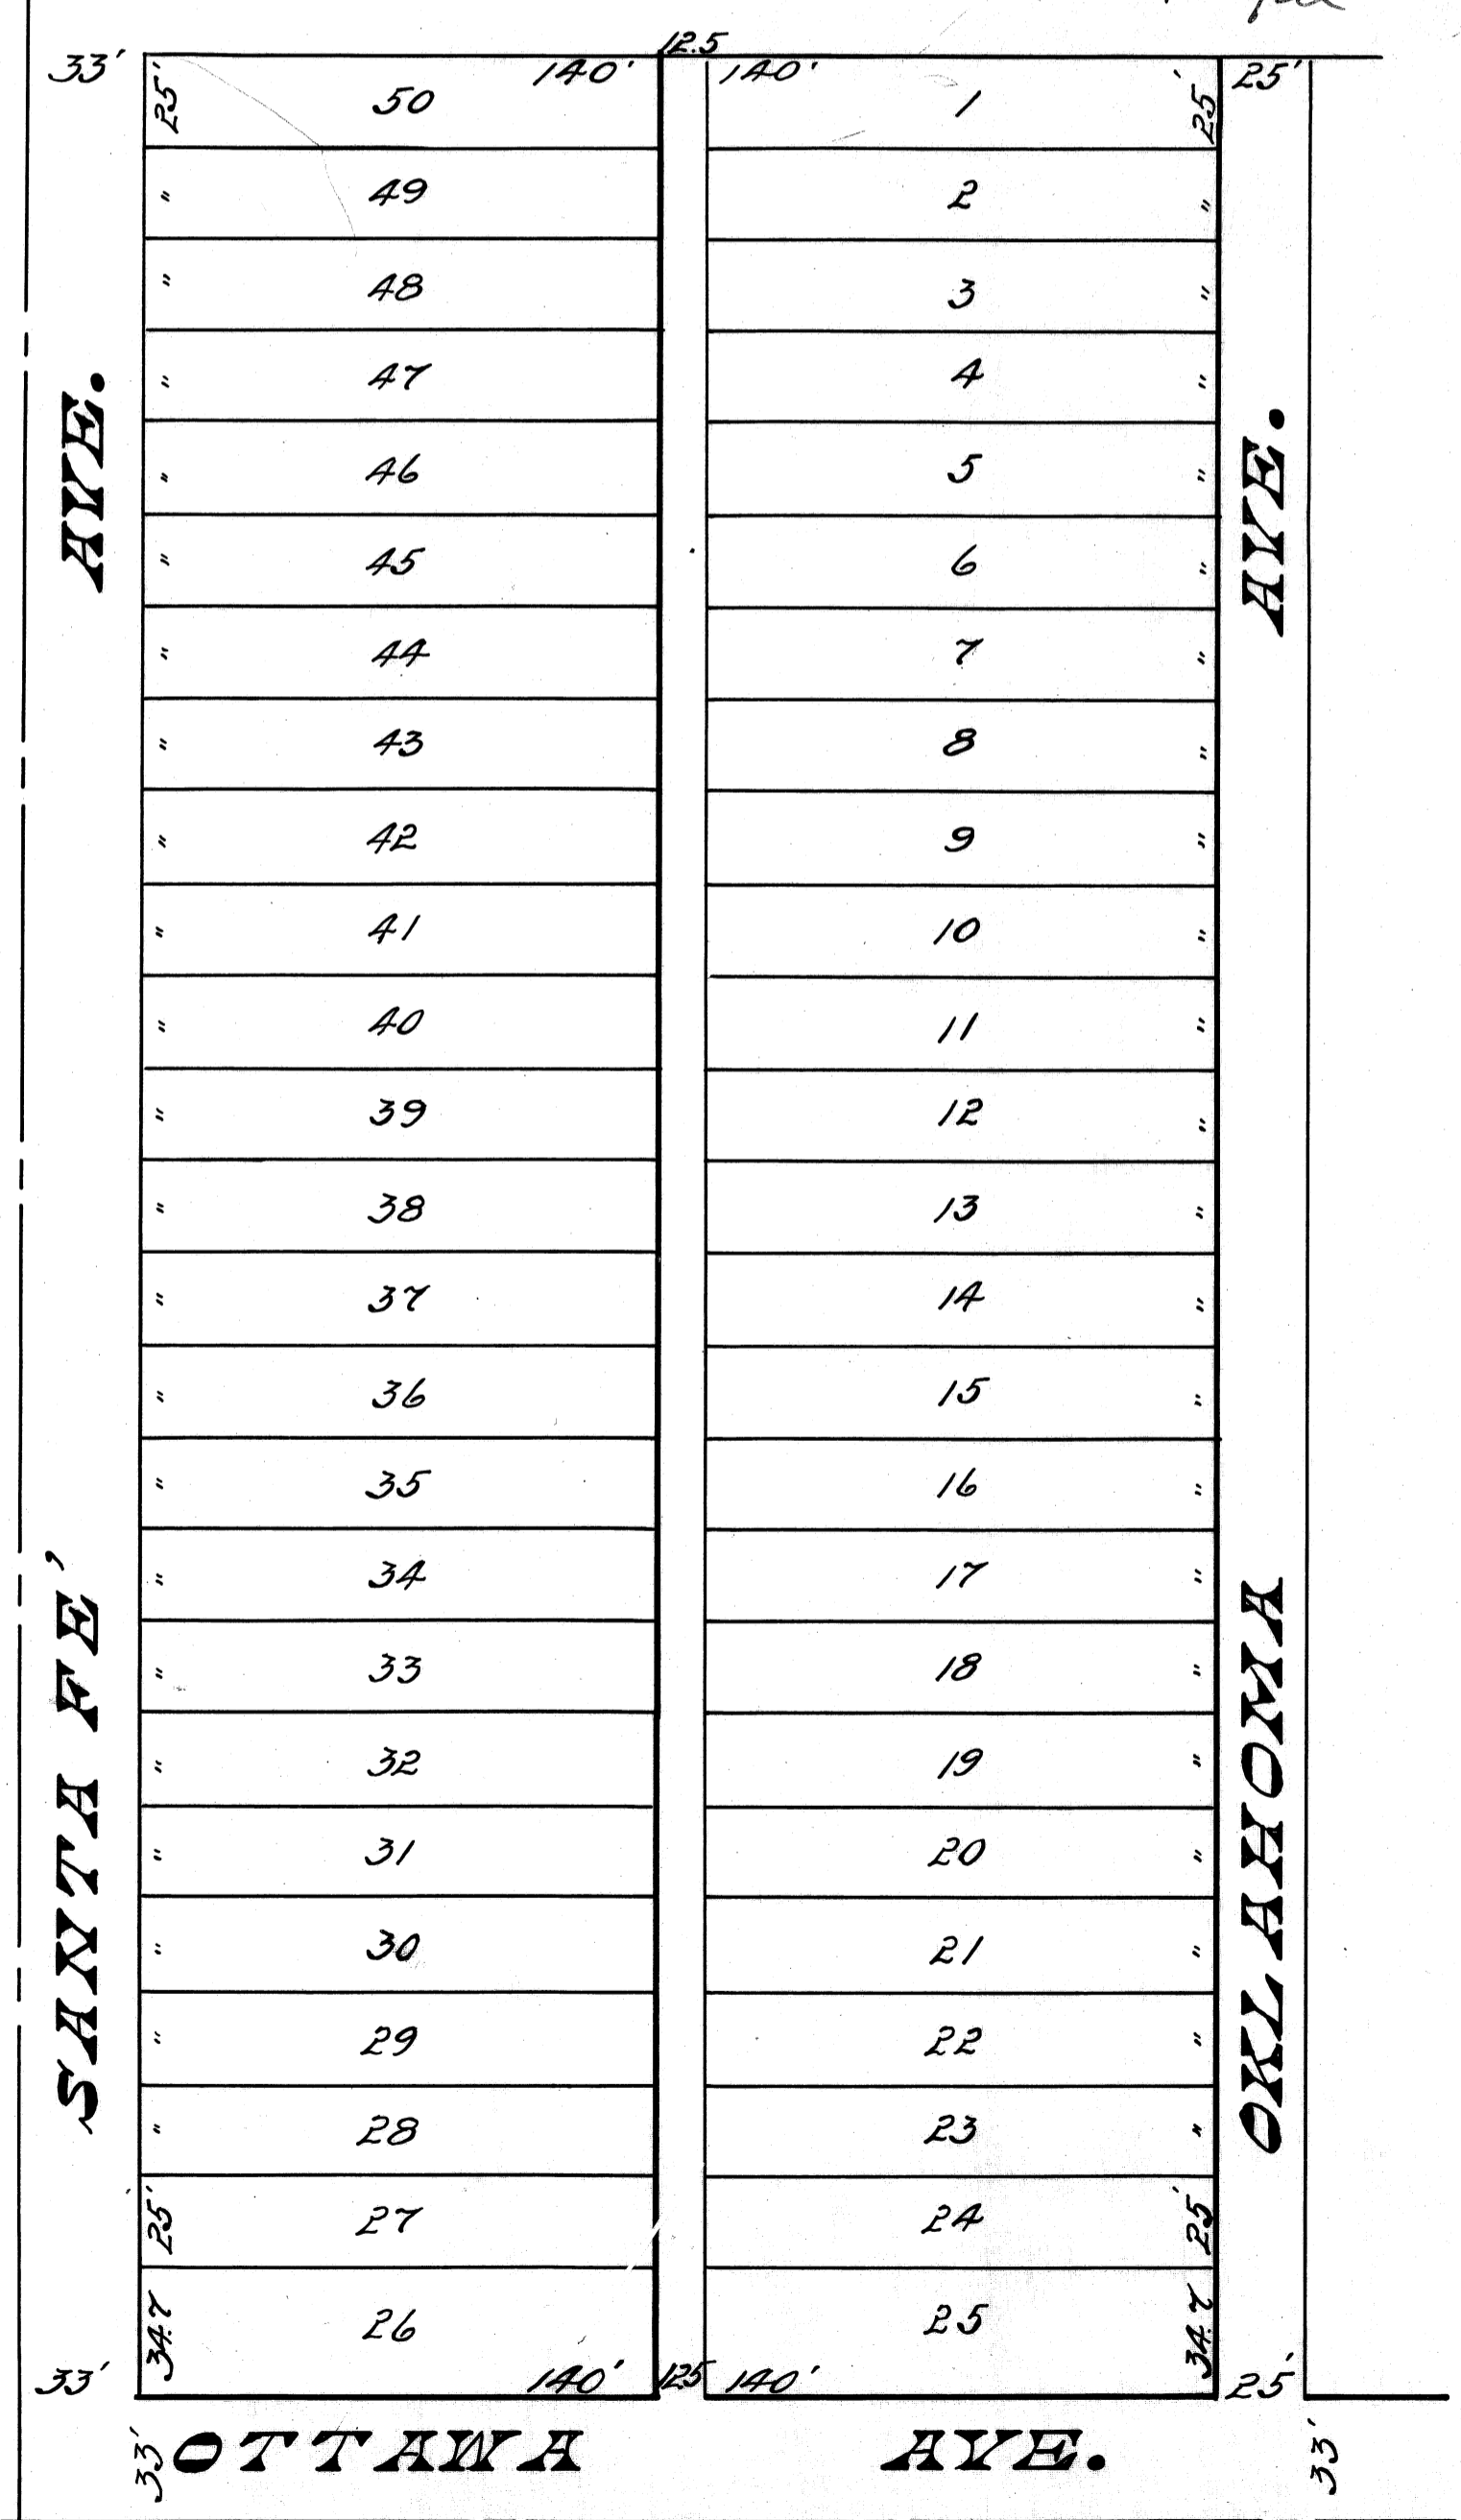 12.5
33' 25' 50 140' 140' 1 25' 25'
" 49 2 "
" 48 3 "
" 47 4 "
" 46 5 "
" 45 6 "
" 44 7 "
" 43 8 "
" 42 9 "
" 41 10 "
" 40 11 "
" 39 12 "
" 38 13 "
" 37 14 "
" 36 15 "
" 35 16 "
" 34 17 "
" 33 18 "
" 32 19 "
" 31 20 "
" 30 21 "
" 29 22 "
" 28 23 "
25' 27 24 25'
34.7 26 25 34.7
33' 140' 12.5 140' 25'
SANTA FE' AVE.
OKLAHOMA AVE.
33' OTTAWA AVE. 33'